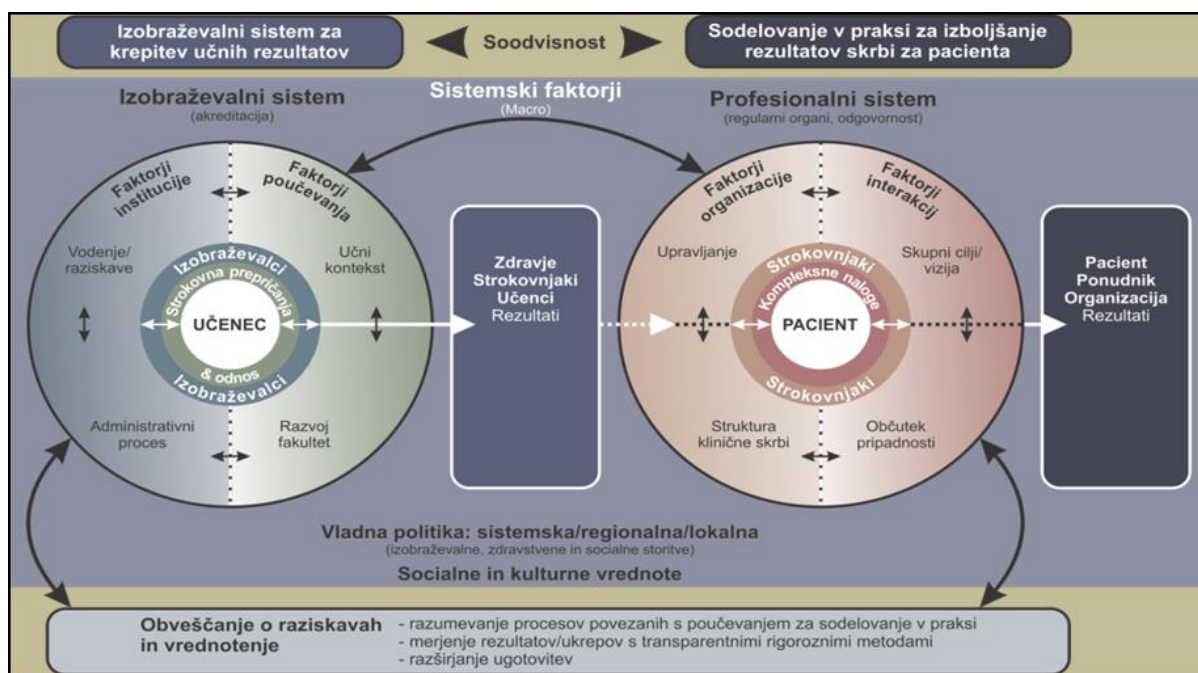 Izobraževalni sistem za
krepitev učnih rezultatov
Soodvisnost
Sodelovanje v praksi za izboljšanje
rezultatov skrbi za pacienta
Izobraževalni sistem
(akreditacija)
Sistemski faktorji
(Macro)
Profesionalni sistem
(regularni organi, odgovornost)
Faktorji
institucije
Faktorji
poučevanja
Vodenje/
raziskave
Učni
kontekst
Izobraževalci
Strokovna prepričanja
UČENEC
& odnos
Izobraževalci
Administrativni
proces
Razvoj
fakultet
Zdravje
Strokovnjaki
Učenci
Rezultati
Faktorji
organizacije
Faktorji
interakcij
Upravljanje
Skupni cilji/
vizija
Strokovnjaki
Kompleksne naloge
PACIENT
Strokovnjaki
Struktura
klinične skrbi
Občutek
pripadnosti
Pacient
Ponudnik
Organizacija
Rezultati
Vladna politika: sistemska/regionalna/lokalna
(izobraževalne, zdravstvene in socialne storitve)
Socialne in kulturne vrednote
Obveščanje o raziskavah
in vrednotenje
- razumevanje procesov povezanih s poučevanjem za sodelovanje v praksi
- merjenje rezultatov/ukrepov s transparentnimi rigoroznimi metodami
- razširjanje ugotovitev